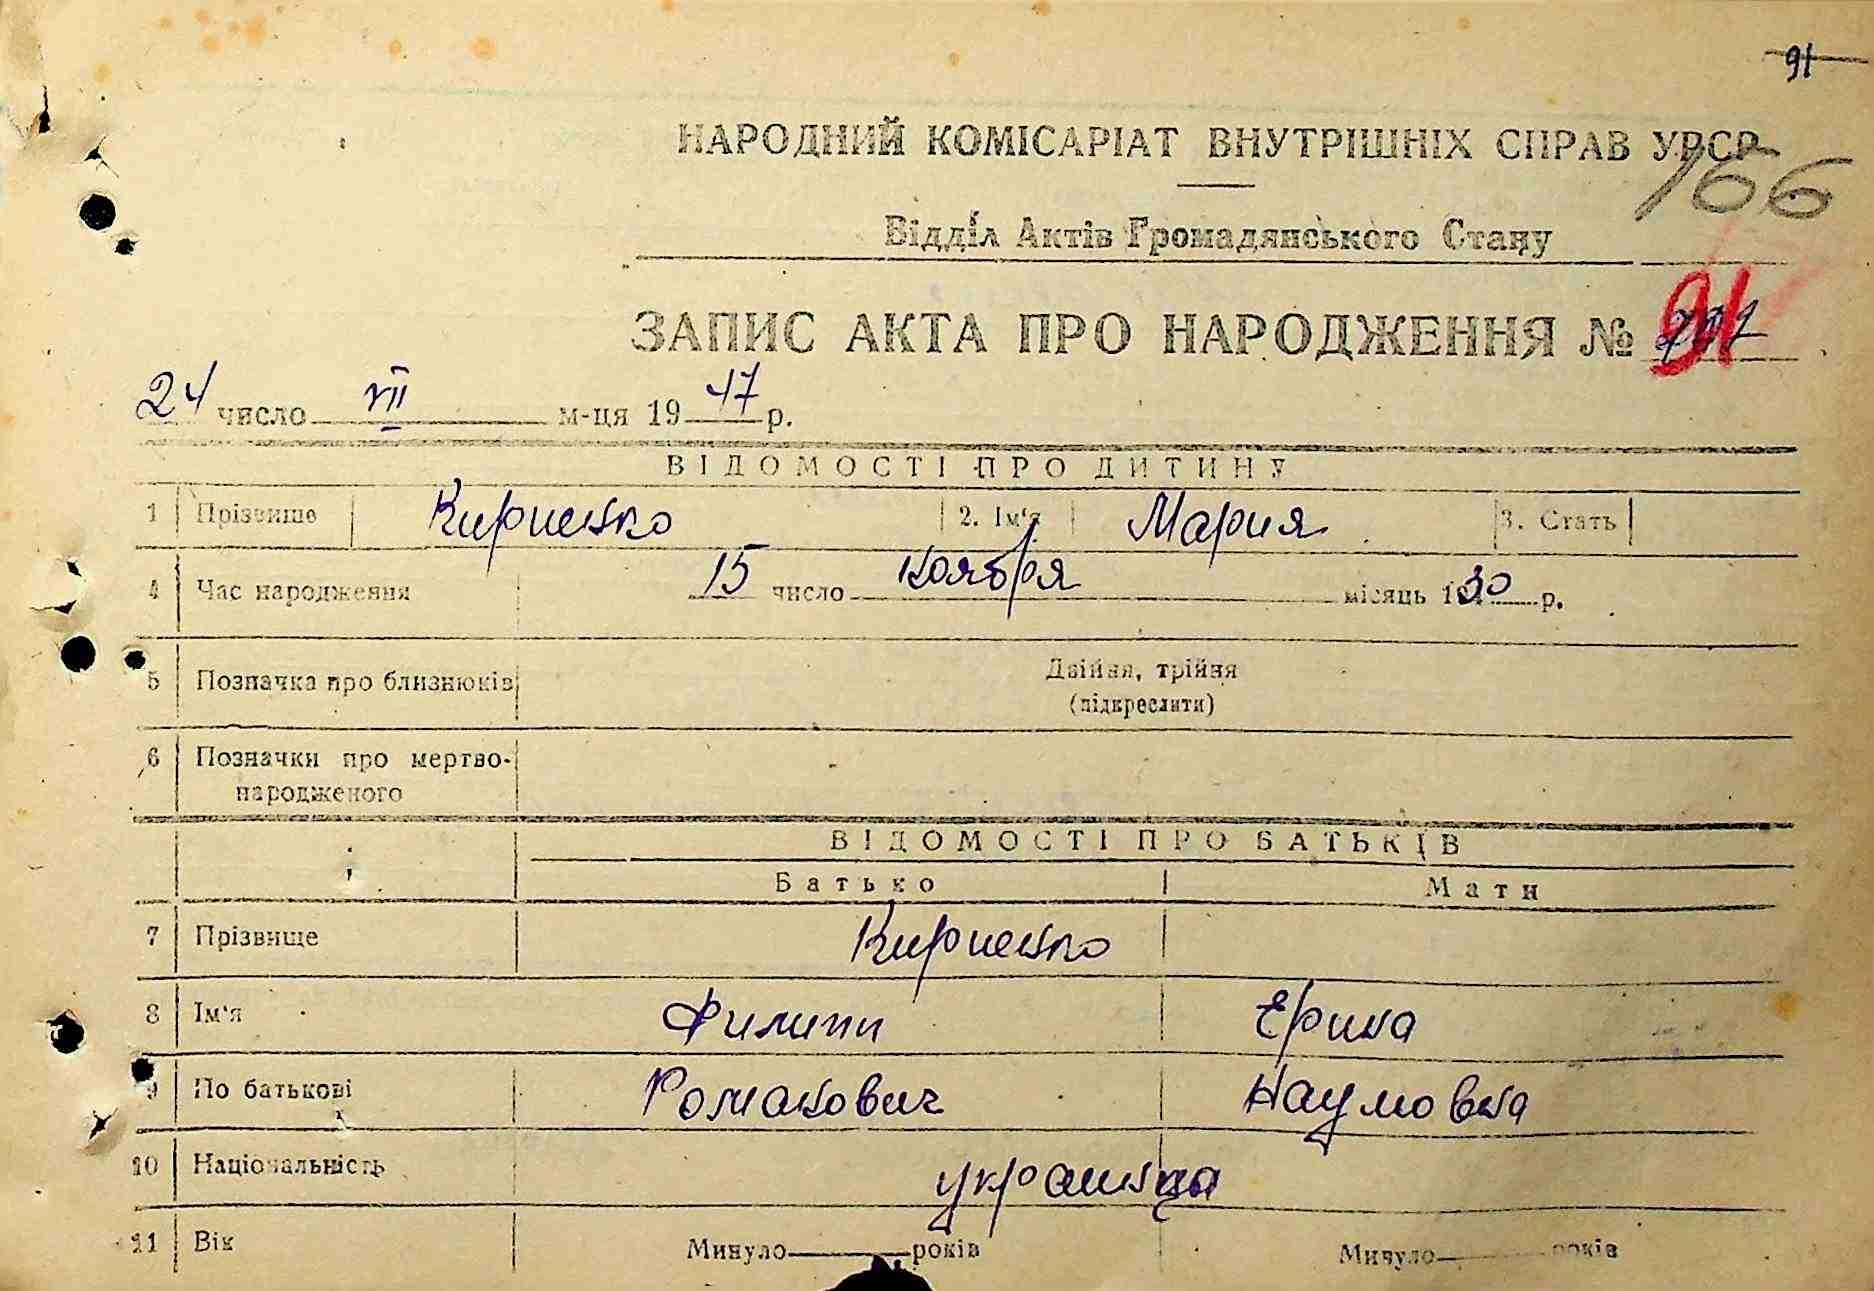 91
НАРОДНИЙ КОМІСАРІАТ ВНУТРІШНІХ СПРАВ УРСР
166
Відділ Актів Громадянського Стану
ЗАПИС АКТА ПРО НАРОДЖЕННЯ № 91
24 число VII м-ця 1947 р.
ВІДОМОСТІ ПРО ДИТИНУ
1 Прізвище Кириенко 2. Ім'я Мария 3. Стать
4 Час народження 15 число ноября місяць 1930 р.
5 Позначка про близнюків Двійня, трійня
(підкреслити)
6 Позначки про мертво-
народженого
ВІДОМОСТІ ПРО БАТЬКІВ
Батько Мати
7 Прізвище Кириенко
8 Ім'я Филипп Ерина
9 По батькові Романович Наумовна
10 Національність украинца
11 Вік Минуло років Минуло років